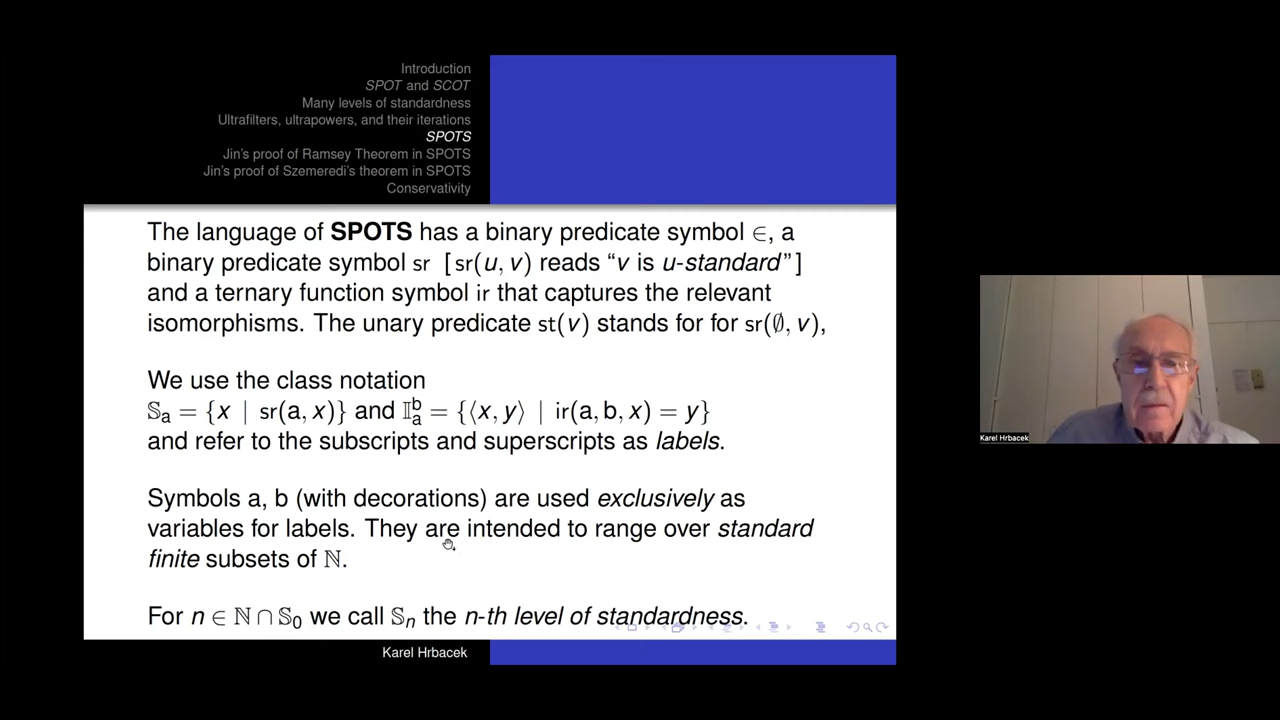 Introduction
SPOT and SCOT
Many levels of standardness
Ultrafilters, ultrapowers, and their iterations
SPOTS
Jin's proof of Ramsey Theorem in SPOTS
Jin's proof of Szemeredi's theorem in SPOTS
Conservativity
The language of SPOTS has a binary predicate symbol ∈, a
binary predicate symbol sr [ sr(u, v) reads “v is u-standard” ]
and a ternary function symbol ir that captures the relevant
isomorphisms. The unary predicate st(v) stands for for sr(∅, v),
We use the class notation
𝕊ₐ = {x | sr(a, x)} and 𝕀ₐᵇ = {⟨x, y⟩ | ir(a, b, x) = y}
and refer to the subscripts and superscripts as labels.
Symbols a, b (with decorations) are used exclusively as
variables for labels. They are intended to range over standard
finite subsets of ℕ.
For n ∈ ℕ ∩ 𝕊₀ we call 𝕊ₙ the n-th level of standardness.
Karel Hrbacek
Karel Hrbacek